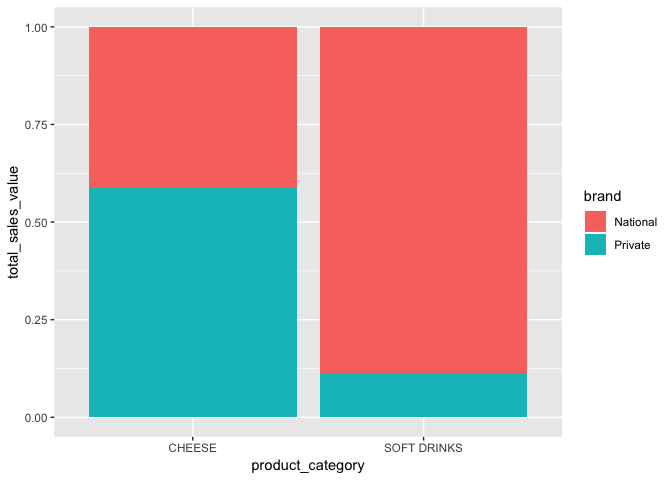 1.00
0.75
0.50
0.25
0.00
total_sales_value
CHEESE
SOFT DRINKS
product_category
brand
National
Private